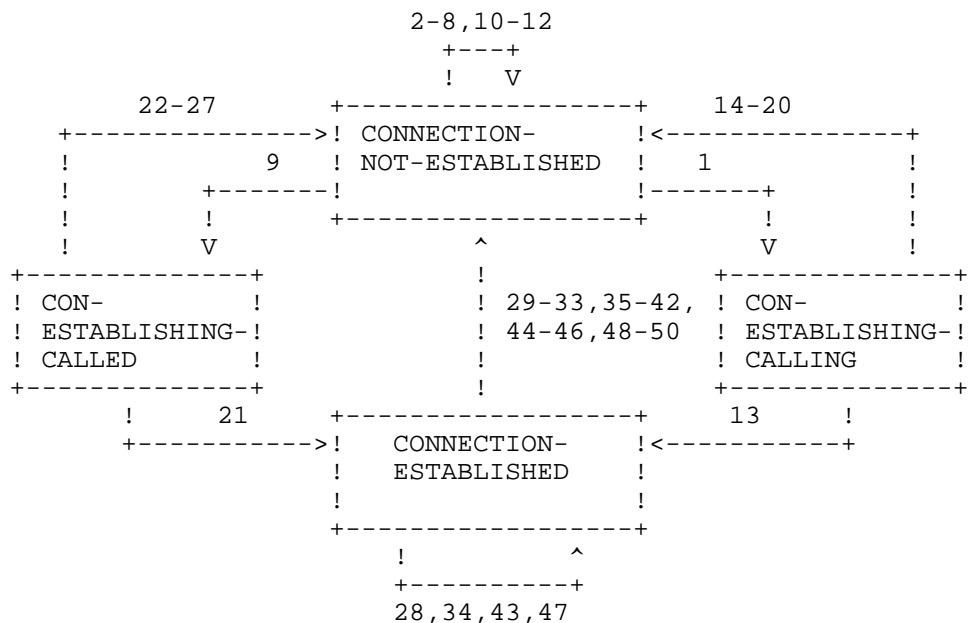 2-8,10-12
+---+
! V
22-27 +------------------+ 14-20
+--------------->! CONNECTION- !<---------------+
! 9 ! NOT-ESTABLISHED ! 1 !
! +-------! !-------+ !
! ! +------------------+ ! !
! V ^ V !
+--------------+ ! +--------------+
! CON- ! ! 29-33,35-42, ! CON- !
! ESTABLISHING-! ! 44-46,48-50 ! ESTABLISHING-!
! CALLED ! ! ! CALLING !
+--------------+ ! +--------------+
! 21 +------------------+ 13 !
+----------->! CONNECTION- !<-----------+
! ESTABLISHED !
! !
+------------------+
! ^
+----------+
28,34,43,47